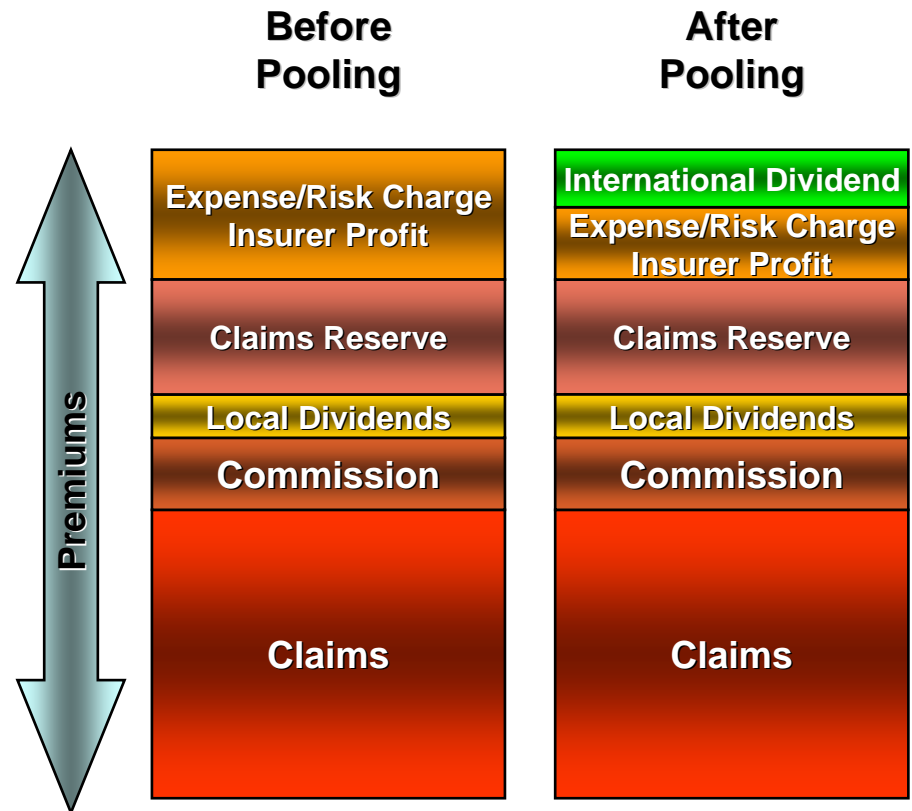 Before
Pooling
After
Pooling
Premiums
Expense/Risk Charge
Insurer Profit
Claims Reserve
Local Dividends
Commission
Claims
International Dividend
Expense/Risk Charge
Insurer Profit
Claims Reserve
Local Dividends
Commission
Claims